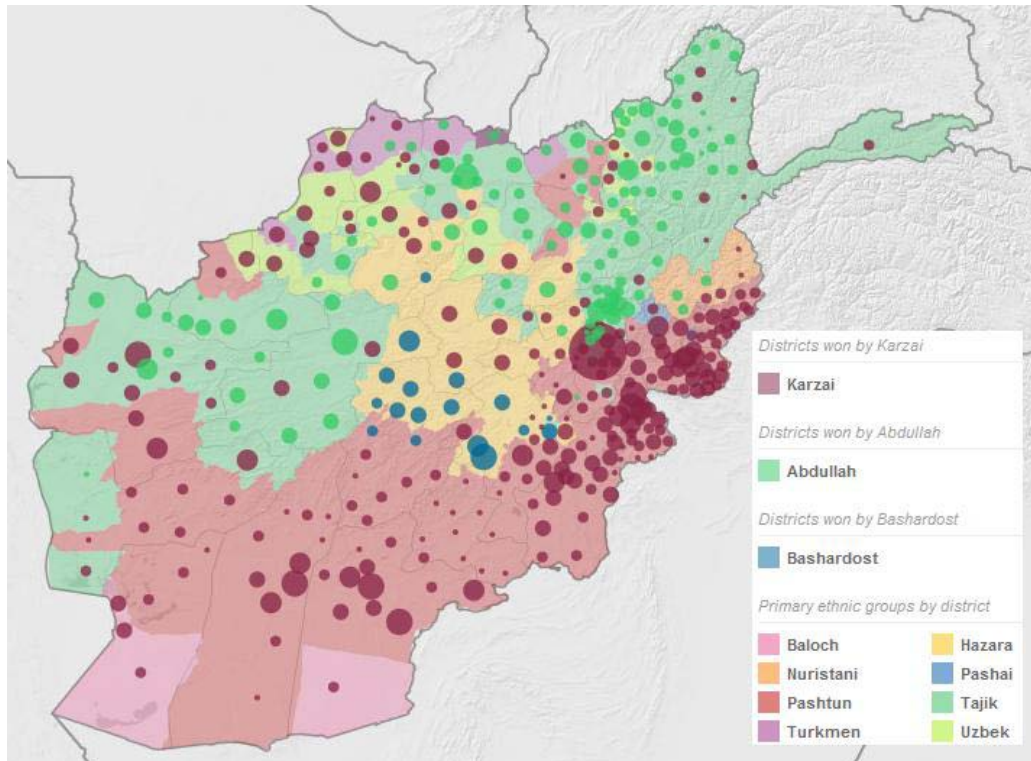 Districts won by Karzai
Karzai
Districts won by Abdullah
Abdullah
Districts won by Bashardost
Bashardost
Primary ethnic groups by district
Baloch Hazara
Nuristani Pashai
Pashtun Tajik
Turkmen Uzbek